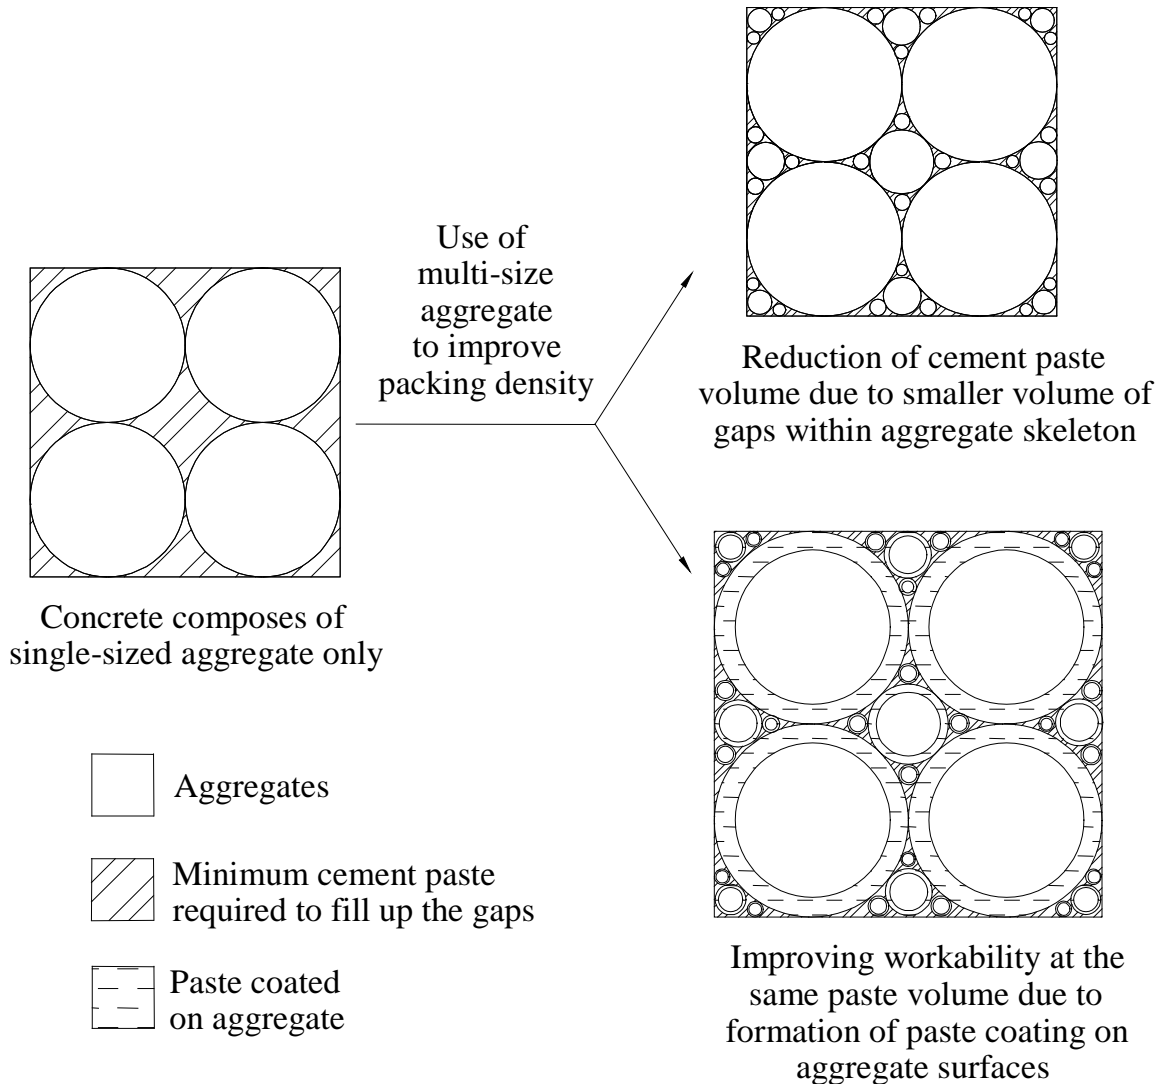 Use of
multi-size
aggregate
to improve
packing density
Reduction of cement paste
volume due to smaller volume of
gaps within aggregate skeleton
Concrete composes of
single-sized aggregate only
Aggregates
Minimum cement paste
required to fill up the gaps
Paste coated
on aggregate
Improving workability at the
same paste volume due to
formation of paste coating on
aggregate surfaces